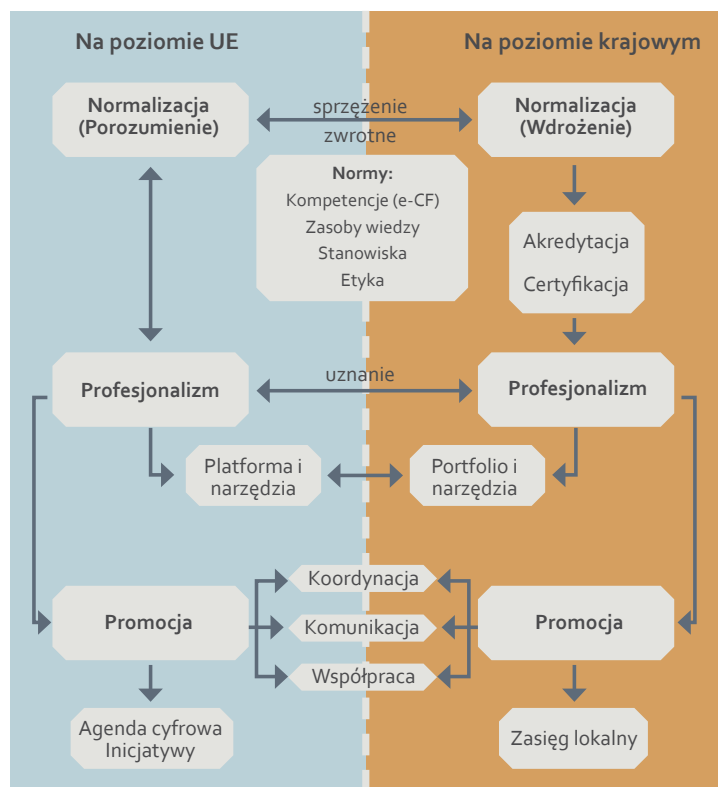 Na poziomie UE
Na poziomie krajowym
Normalizacja
(Porozumienie)
sprzężenie
zwrotne
Normalizacja
(Wdrożenie)
Normy:
Kompetencje (e-CF)
Zasoby wiedzy
Stanowiska
Etyka
Akredytacja
Certyfikacja
Profesjonalizm
uznanie
Profesjonalizm
Platforma i
narzędzia
Portfolio i
narzędzia
Koordynacja
Promocja
Komunikacja
Promocja
Współpraca
Agenda cyfrowa
Inicjatywy
Zasięg lokalny